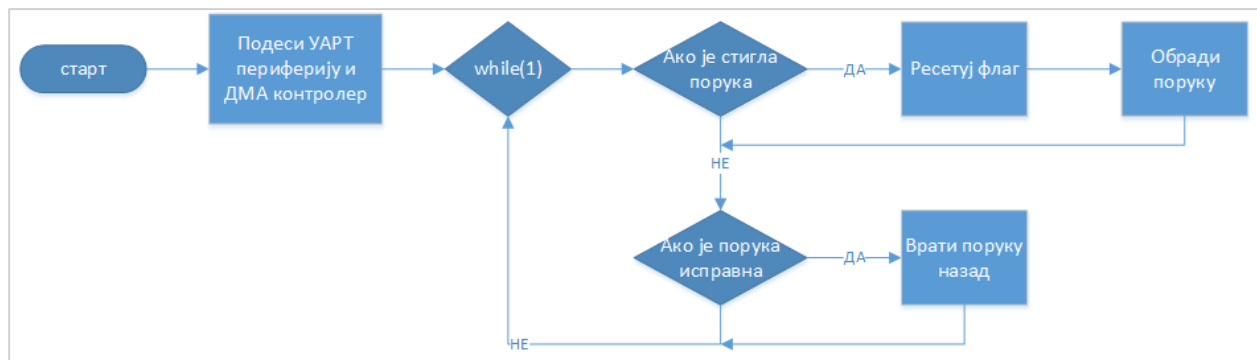 старт
Подеси УАРТ
периферију и
ДМА контролер
while(1)
Ако је стигла
порука
ДА
Ресетуј флаг
Обради
поруку
НЕ
Ако је порука
исправна
ДА
Врати поруку
назад
НЕ